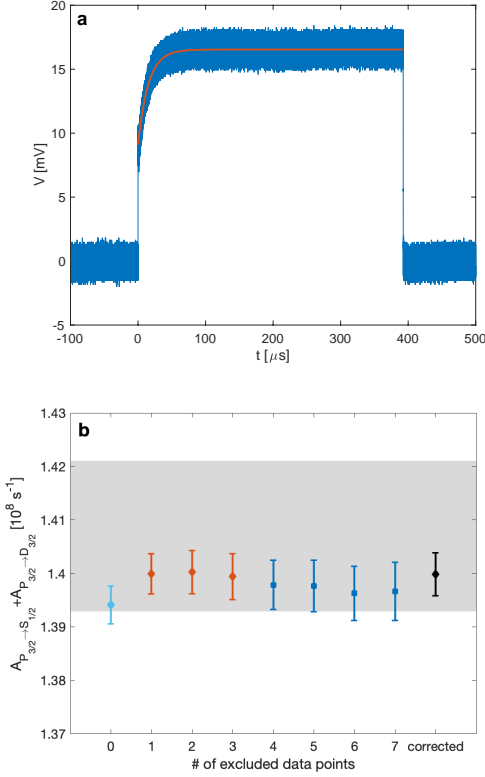 a
20
15
10
5
0
-5
V [mV]
-100 0 100 200 300 400 500
t [μs]
b
1.43
1.42
1.41
1.4
1.39
1.38
1.37
A_{P_{3/2}→S_{1/2}} +A_{P_{3/2}→D_{3/2}} [10^8 s^{-1}]
0 1 2 3 4 5 6 7 corrected
# of excluded data points